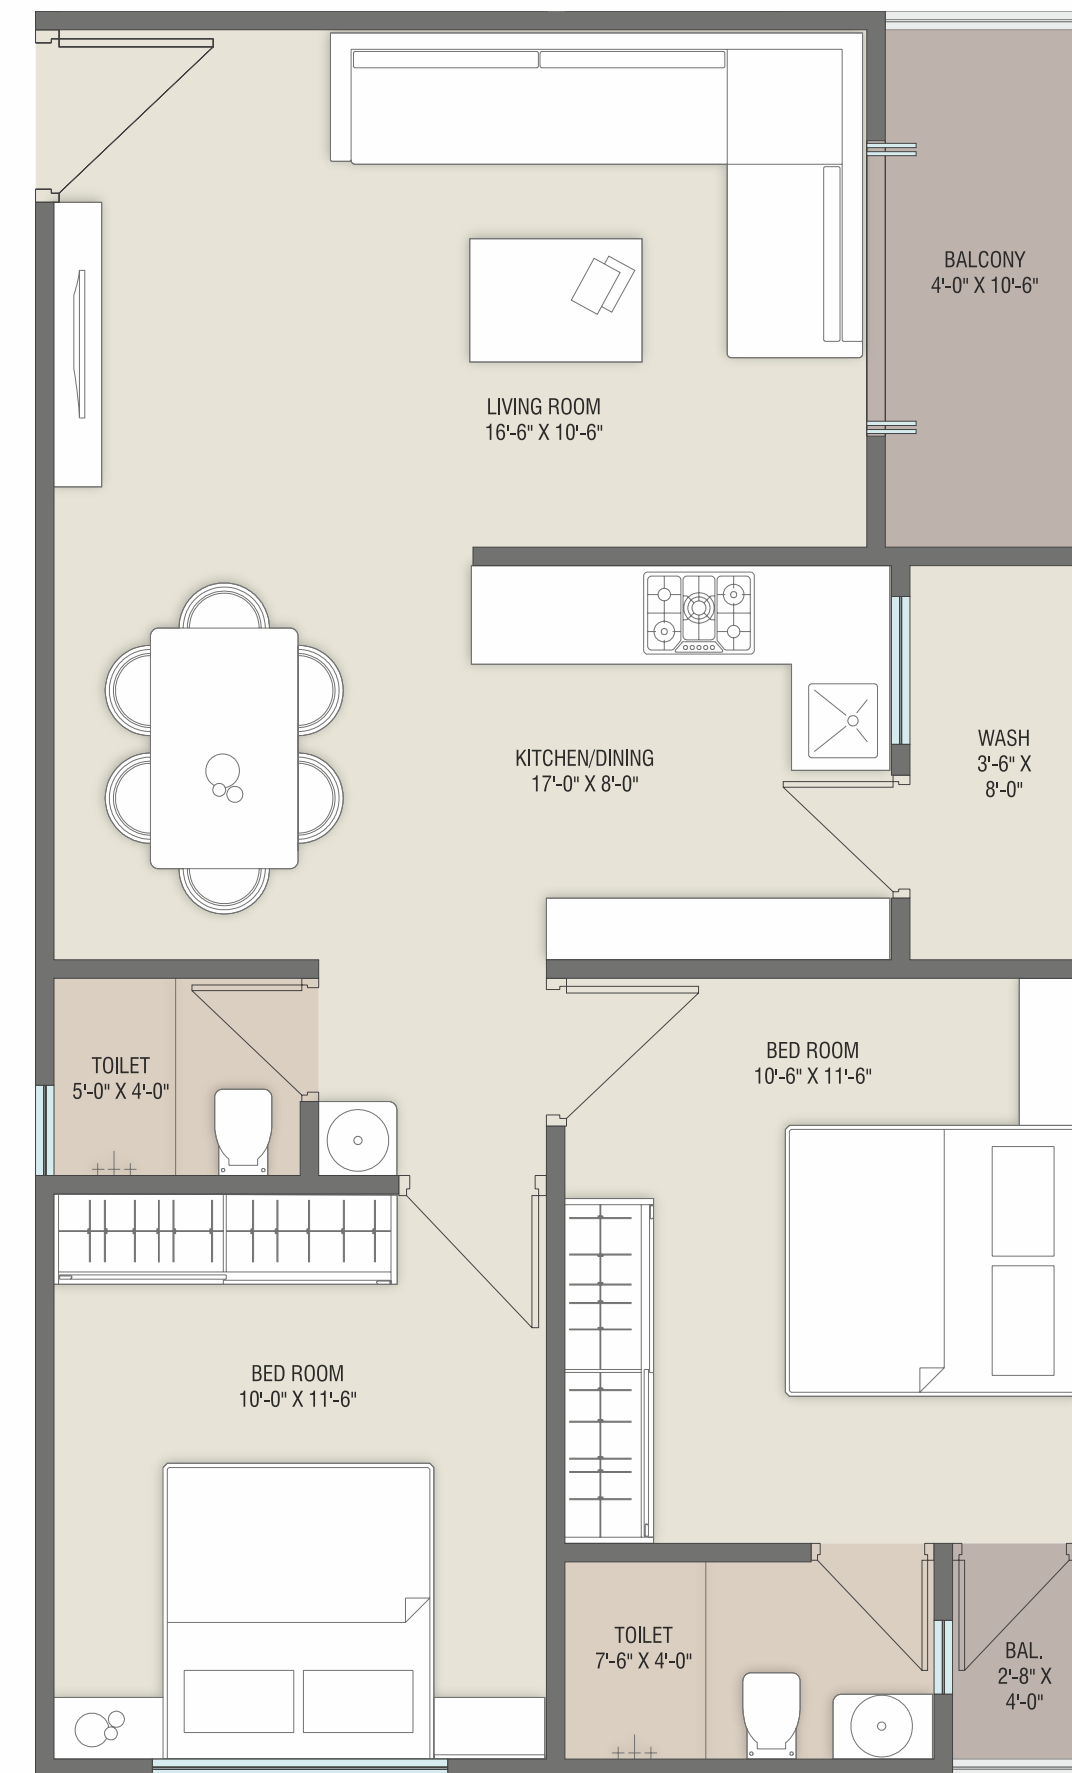 BALCONY
4'-0" X 10'-6"
LIVING ROOM
16'-6" X 10'-6"
KITCHEN/DINING
17'-0" X 8'-0"
WASH
3'-6" X
8'-0"
TOILET
5'-0" X 4'-0"
BED ROOM
10'-6" X 11'-6"
BED ROOM
10'-0" X 11'-6"
TOILET
7'-6" X 4'-0"
BAL.
2'-8" X
4'-0"